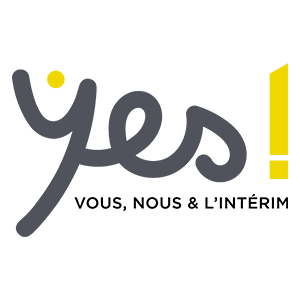 yes!
VOUS, NOUS & L'INTÉRIM